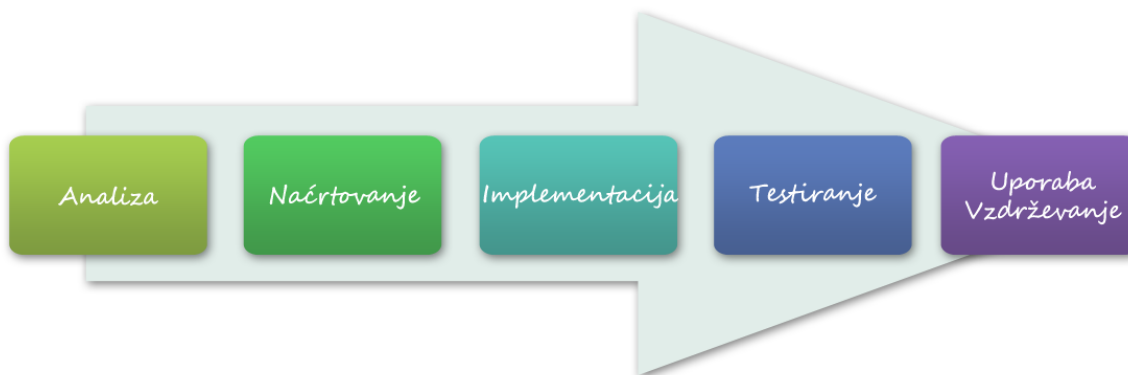 Analiza
Naćrtovanje
Implementacija
Testiranje
Uporaba
Vzdrževanje